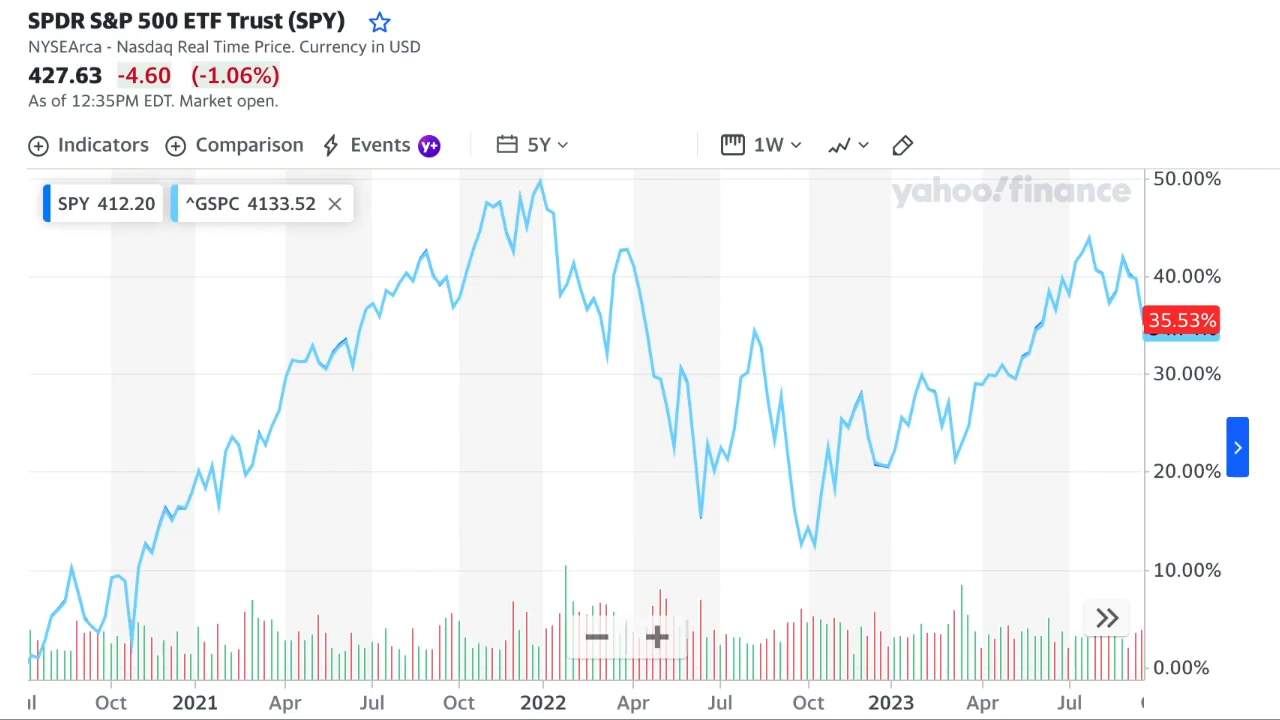 SPDR S&P 500 ETF Trust (SPY)
NYSEArca - Nasdaq Real Time Price. Currency in USD
427.63 -4.60 (-1.06%)
As of 12:35PM EDT. Market open.
Indicators Comparison Events y+ 5Y 1W
SPY 412.20 ^GSPC 4133.52
yahoo!finance
50.00%
40.00%
35.53%
30.00%
20.00%
10.00%
0.00%
Oct 2021 Apr Jul Oct 2022 Apr Jul Oct 2023 Apr Jul